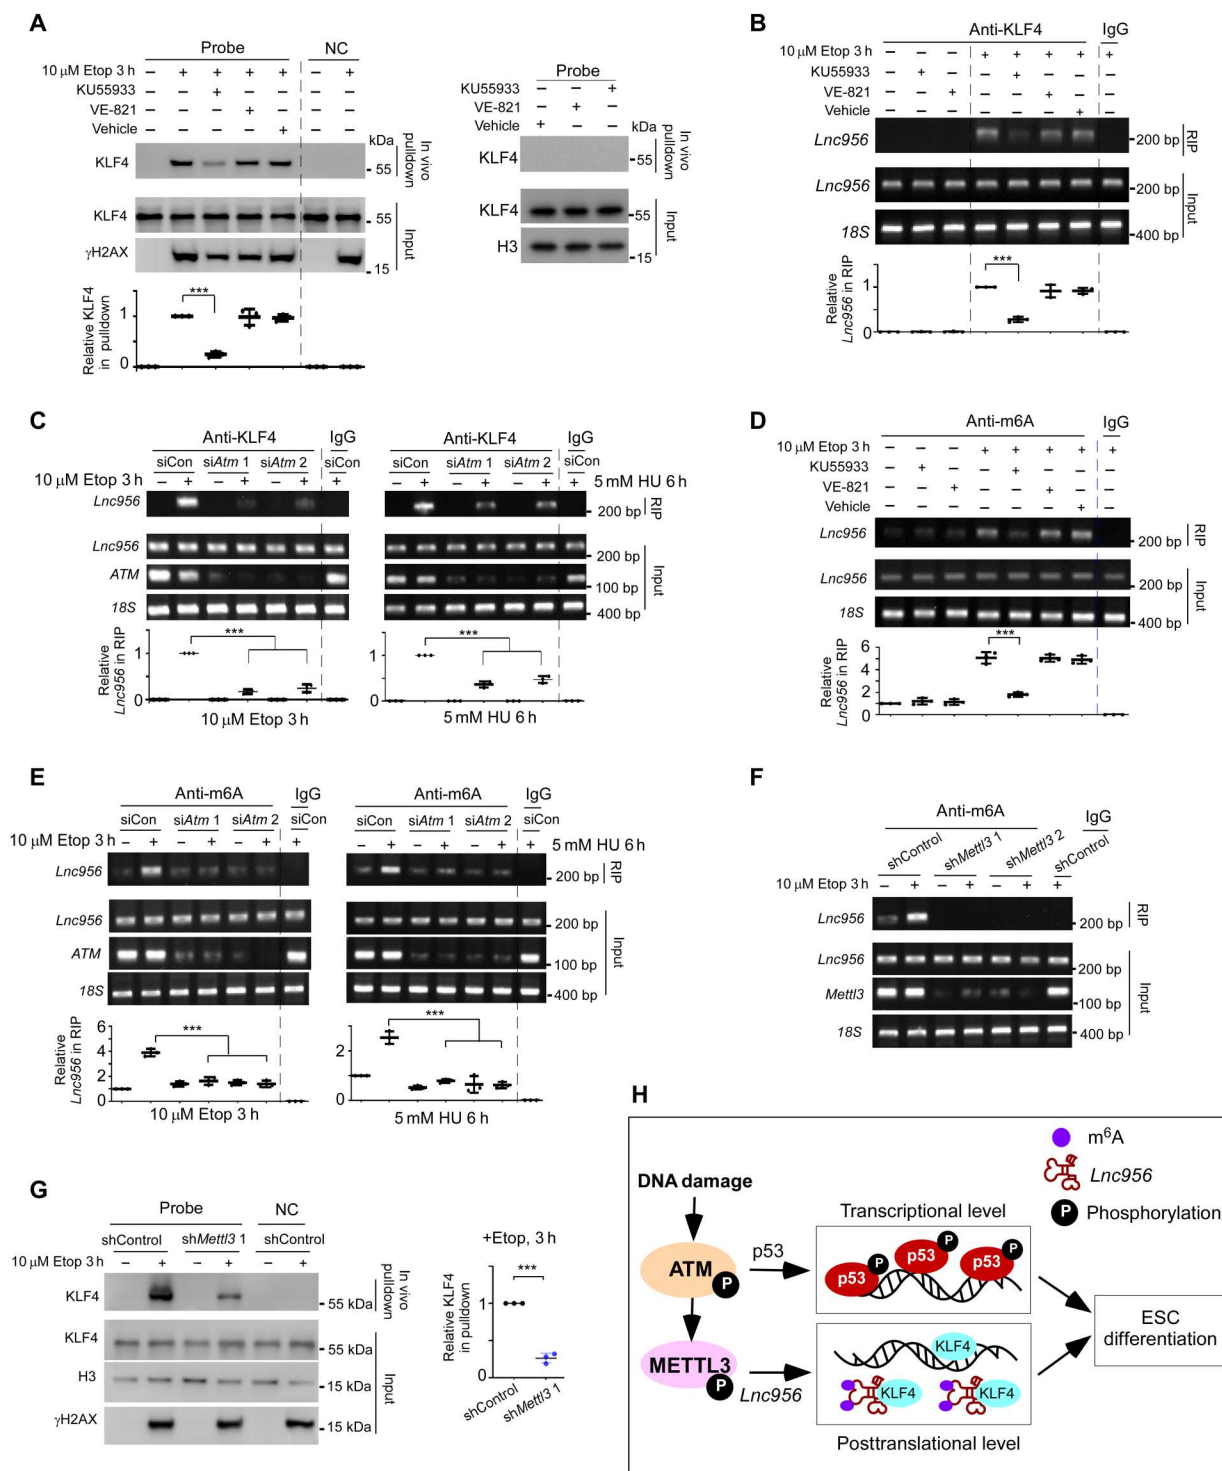 A
Probe
NC
10 μM Etop 3 h – + + + + – +
KU55933 – – + – – – –
VE-821 – – – + – – –
Vehicle – – – – + – –
kDa
KLF4
55
In vivo pulldown
KLF4
55
γH2AX
15
Input
Relative KLF4 in pulldown
1
0
***
Probe
KU55933 – – +
VE-821 – + –
Vehicle + – –
kDa
KLF4
55
In vivo pulldown
KLF4
55
H3
15
Input
B
Anti-KLF4
IgG
10 μM Etop 3 h – – – + + + + +
KU55933 – + – – + – – –
VE-821 – – + – – + – –
Vehicle – – – – – – + –
Lnc956
200 bp
RIP
Lnc956
200 bp
18S
400 bp
Input
Relative Lnc956 in RIP
1
0
***
C
Anti-KLF4
IgG
siCon siAtm 1 siAtm 2 siCon
10 μM Etop 3 h – + – + – + +
Lnc956
Lnc956
ATM
18S
Relative Lnc956 in RIP
1
0
***
10 μM Etop 3 h
Anti-KLF4
IgG
siCon siAtm 1 siAtm 2 siCon
– + – + – + + 5 mM HU 6 h
200 bp
RIP
200 bp
100 bp
400 bp
Input
1
0
***
5 mM HU 6 h
D
Anti-m6A
IgG
10 μM Etop 3 h – – – + + + + +
KU55933 – + – – + – – –
VE-821 – – + – – + – –
Vehicle – – – – – – + –
Lnc956
200 bp
RIP
Lnc956
200 bp
18S
400 bp
Input
Relative Lnc956 in RIP
6
4
2
0
***
E
Anti-m6A
IgG
siCon siAtm 1 siAtm 2 siCon
10 μM Etop 3 h – + – + – + +
Lnc956
Lnc956
ATM
18S
Relative Lnc956 in RIP
6
4
2
0
***
10 μM Etop 3 h
Anti-m6A
IgG
siCon siAtm 1 siAtm 2 siCon
– + – + – + + 5 mM HU 6 h
200 bp
RIP
200 bp
100 bp
400 bp
Input
2
0
***
5 mM HU 6 h
F
Anti-m6A
IgG
shControl shMettl3 1 shMettl3 2 shControl
10 μM Etop 3 h – + – + – + +
Lnc956
200 bp
RIP
Lnc956
200 bp
Mettl3
100 bp
18S
400 bp
Input
G
Probe
NC
shControl shMettl3 1 shControl
10 μM Etop 3 h – + – + – +
KLF4
55 kDa
In vivo pulldown
KLF4
55 kDa
H3
15 kDa
γH2AX
15 kDa
Input
+Etop, 3 h
Relative KLF4 in pulldown
1
0
***
shControl
shMettl3 1
H
m6A
Lnc956
P Phosphorylation
DNA damage
ATM
P
p53
METTL3
P
Lnc956
Transcriptional level
p53 P
p53 P
p53 P
KLF4
KLF4
KLF4
Posttranslational level
ESC
differentiation